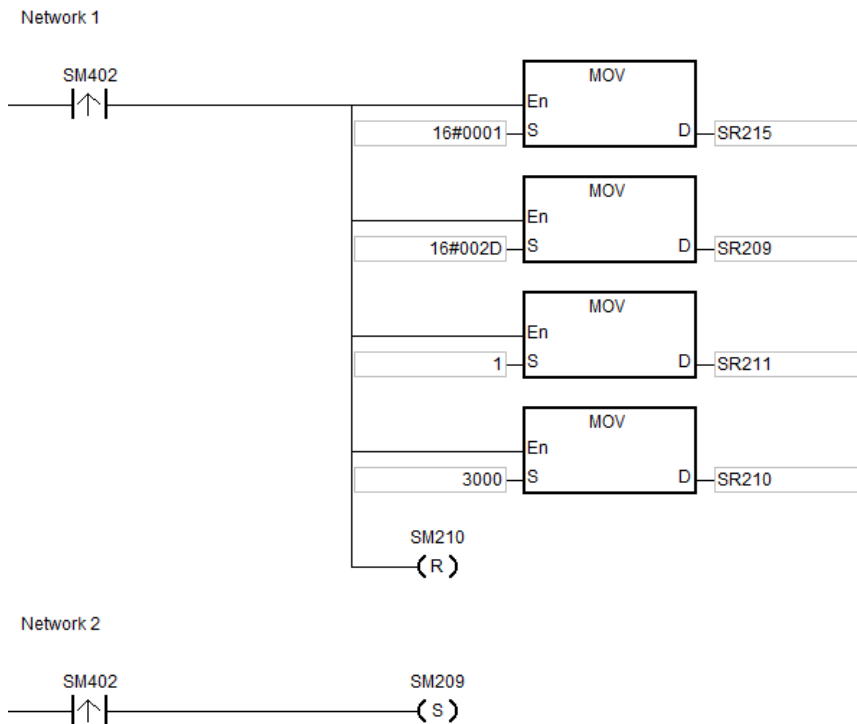 Network 1
SM402
MOV
En
16#0001 S D SR215
MOV
En
16#002D S D SR209
MOV
En
1 S D SR211
MOV
En
3000 S D SR210
SM210
R
Network 2
SM402 SM209
S